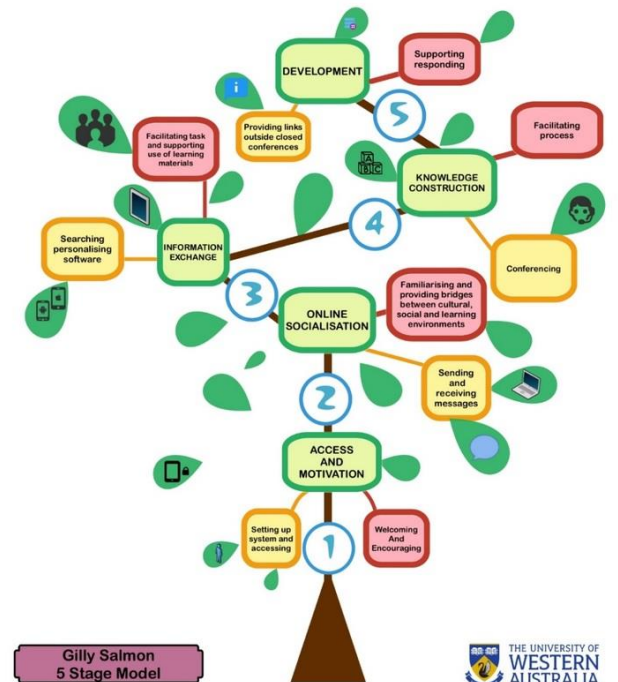 DEVELOPMENT
Supporting
responding
5
i
Providing links
outside closed
conferences
Facilitating task
and supporting
use of learning
materials
Facilitating
process
A
B C
KNOWLEDGE
CONSTRUCTION
4
Searching
personalising
software
INFORMATION
EXCHANGE
Conferencing
3
Familiarising and
providing bridges
between cultural,
social and learning
environments
ONLINE
SOCIALISATION
Sending
and
receiving
messages
2
ACCESS
AND
MOTIVATION
Setting up
system and
accessing
1
Welcoming
And
Encouraging
Gilly Salmon
5 Stage Model
THE UNIVERSITY OF
WESTERN
AUSTRALIA